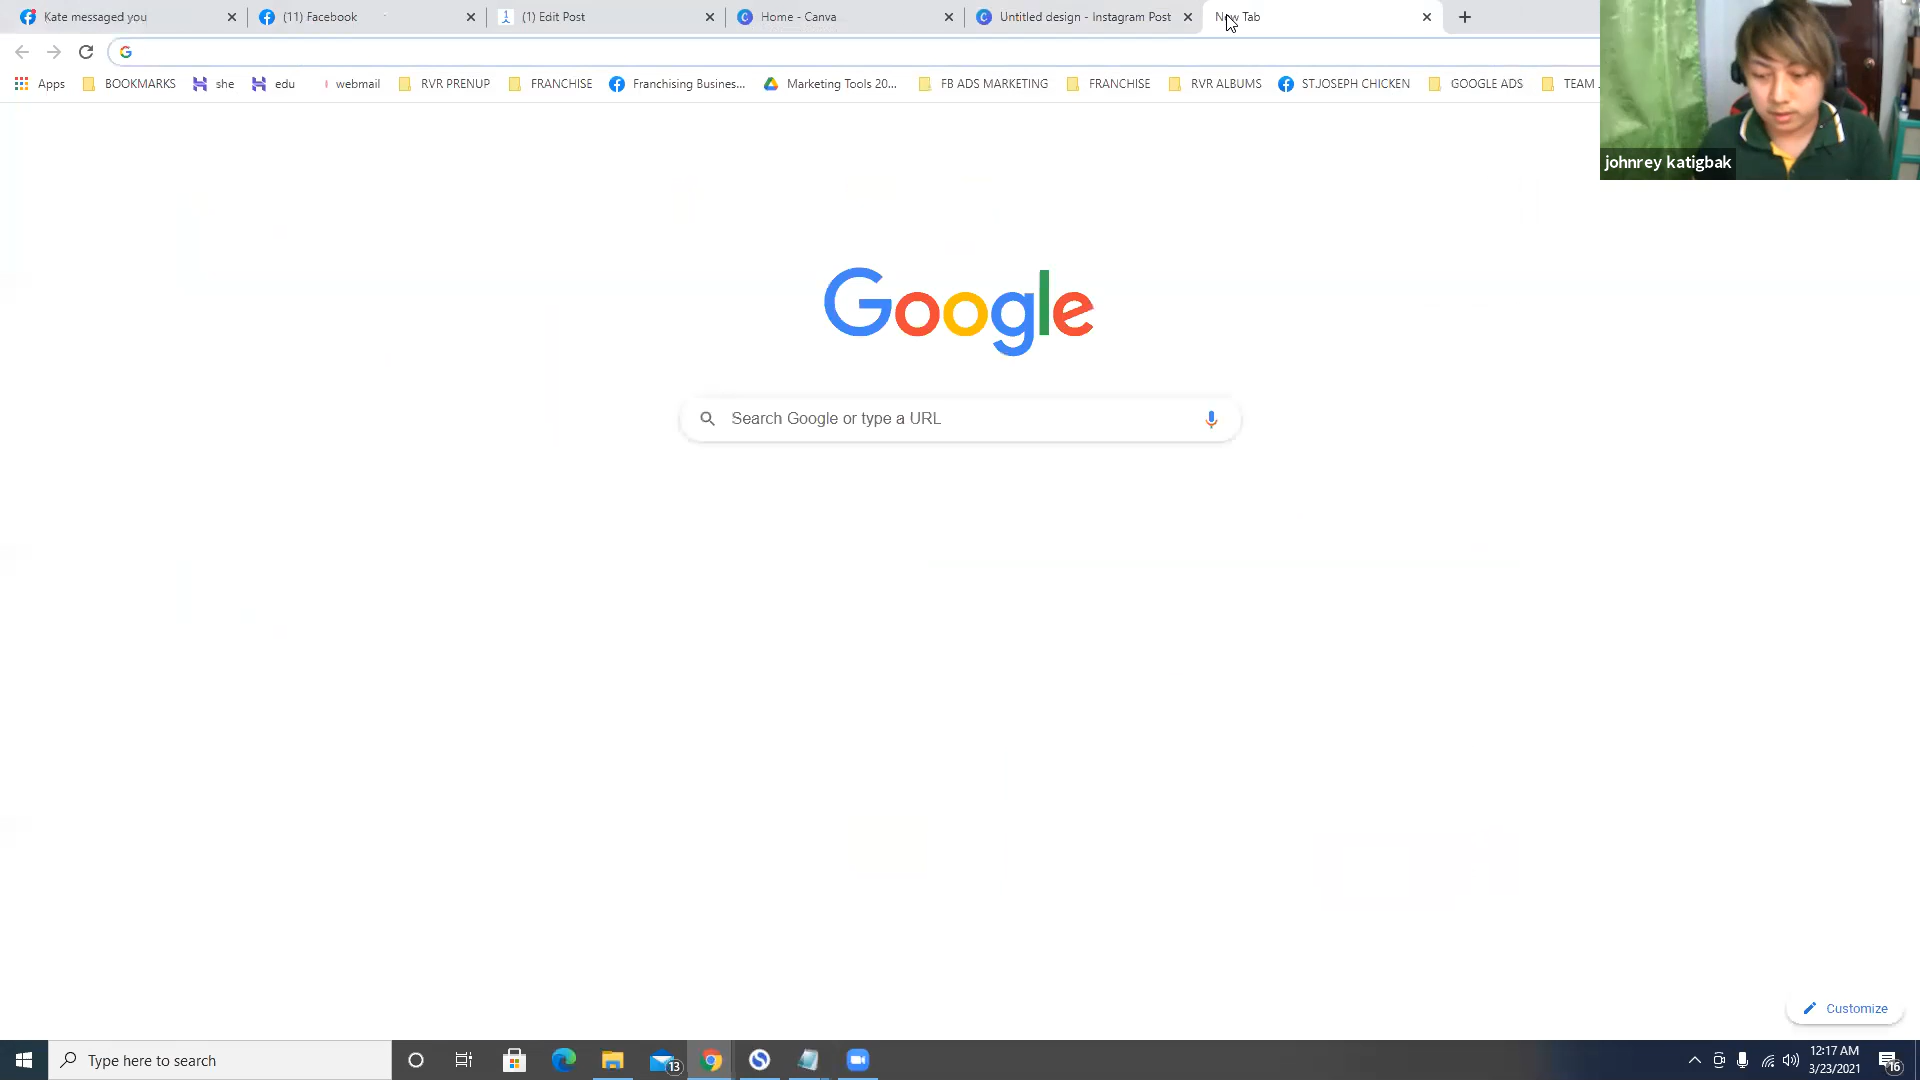 Kate messaged you
(11) Facebook
(1) Edit Post
Home - Canva
Untitled design - Instagram Post
New Tab
Apps
BOOKMARKS
she
edu
webmail
RVR PRENUP
FRANCHISE
Franchising Busines...
Marketing Tools 20...
FB ADS MARKETING
FRANCHISE
RVR ALBUMS
ST.JOSEPH CHICKEN
GOOGLE ADS
TEAM
johnrey katigbak
Google
Search Google or type a URL
Customize
Type here to search
13
12:17 AM
3/23/2021
16